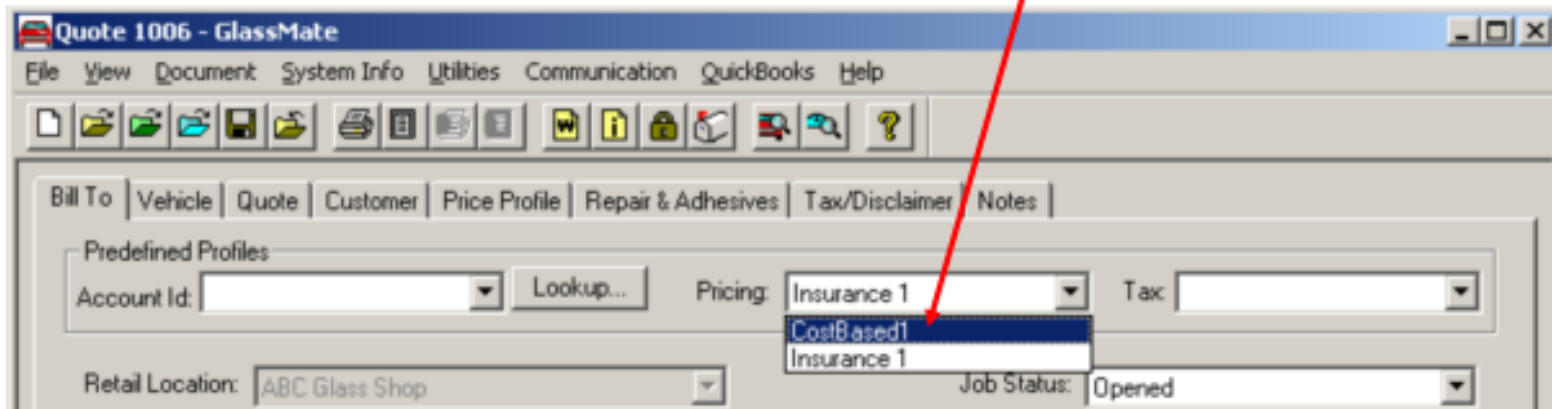 Quote 1006 - GlassMate
File View Document System Info Utilities Communication QuickBooks Help
Bill To Vehicle Quote Customer Price Profile Repair & Adhesives Tax/Disclaimer Notes
Predefined Profiles
Account Id: Lookup... Pricing: Insurance 1 Tax:
CostBased1
Insurance 1
Retail Location: ABC Glass Shop Job Status: Opened